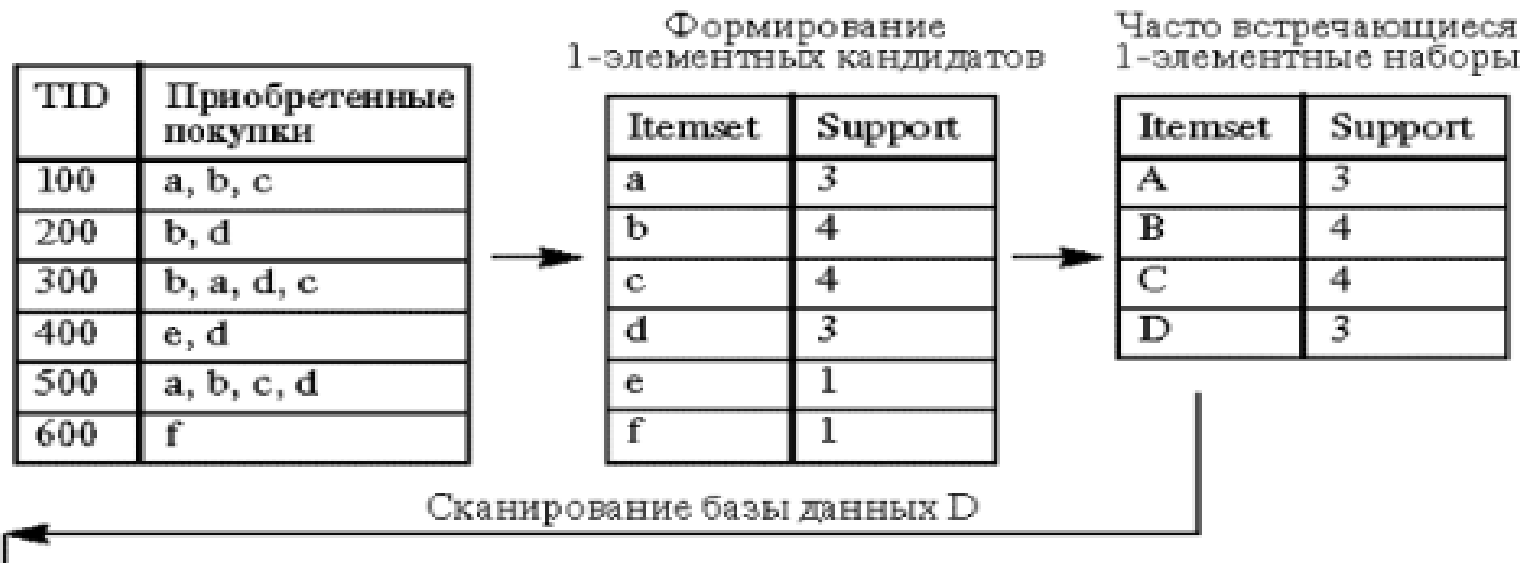 Формирование
1-элементных кандидатов
Часто встречающиеся
1-элементные наборы
TID Приобретенные
покупки
100 a, b, c
200 b, d
300 b, a, d, c
400 e, d
500 a, b, c, d
600 f
Itemset Support
a 3
b 4
c 4
d 3
e 1
f 1
Itemset Support
A 3
B 4
C 4
D 3
Сканирование базы данных D